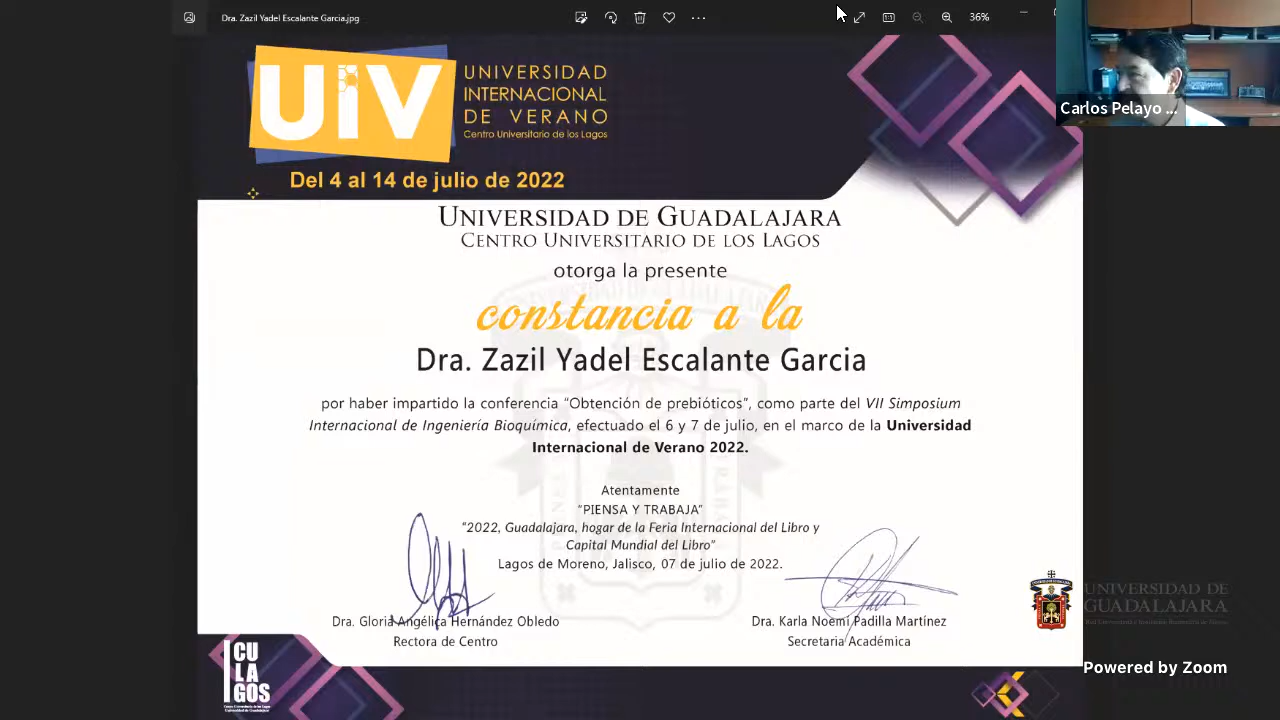 Dra. Zazil Yadel Escalante Garcia.jpg
36%
Carlos Pelayo ...
UiV
UNIVERSIDAD
INTERNACIONAL
DE VERANO
Centro Universitario de los Lagos
Del 4 al 14 de julio de 2022
UNIVERSIDAD DE GUADALAJARA
CENTRO UNIVERSITARIO DE LOS LAGOS
otorga la presente
constancia a la
Dra. Zazil Yadel Escalante Garcia
por haber impartido la conferencia “Obtención de prebióticos”, como parte del VII Simposium
Internacional de Ingeniería Bioquímica, efectuado el 6 y 7 de julio, en el marco de la Universidad
Internacional de Verano 2022.
Atentamente
“PIENSA Y TRABAJA”
“2022, Guadalajara, hogar de la Feria Internacional del Libro y
Capital Mundial del Libro”
Lagos de Moreno, Jalisco, 07 de julio de 2022.
Dra. Gloria Angélica Hernández Obledo
Rectora de Centro
Dra. Karla Noemí Padilla Martínez
Secretaria Académica
UNIVERSIDAD DE
GUADALAJARA
CU
LA
GOS
Powered by Zoom